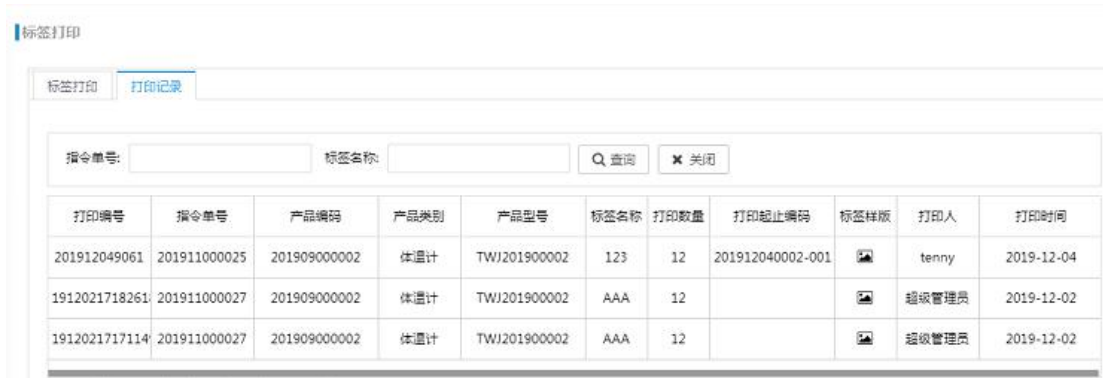 标签打印
标签打印 打印记录
指令单号: 标签名称: 查询 关闭
打印编号 指令单号 产品编码 产品类别 产品型号 标签名称 打印数量 打印起止编码 标签样版 打印人 打印时间
201912049061 201911000025 201909000002 体温计 TWJ201900002 123 12 201912040002-001 tenny 2019-12-04
1912021718261 201911000027 201909000002 体温计 TWJ201900002 AAA 12 超级管理员 2019-12-02
1912021717114 201911000027 201909000002 体温计 TWJ201900002 AAA 12 超级管理员 2019-12-02